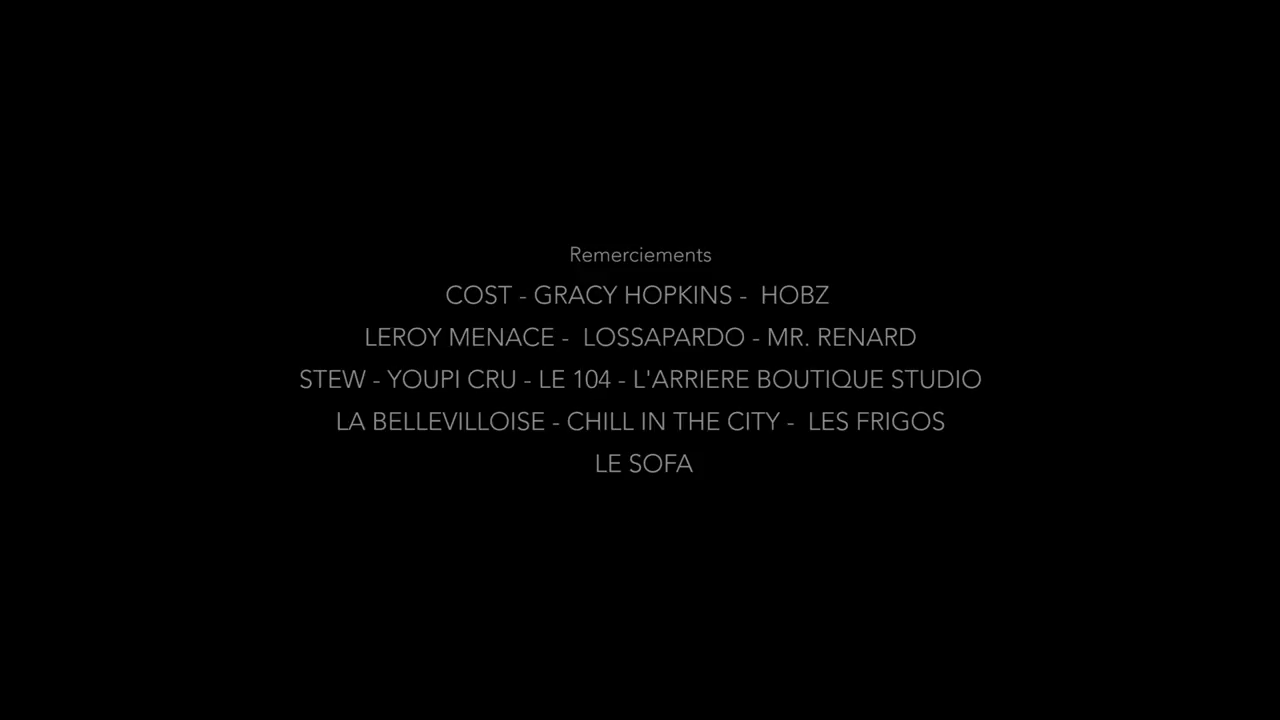 Remerciements
COST - GRACY HOPKINS -  HOBZ
LEROY MENACE -  LOSSAPARDO - MR. RENARD
STEW - YOUPI CRU - LE 104 - L'ARRIERE BOUTIQUE STUDIO
LA BELLEVILLOISE - CHILL IN THE CITY -  LES FRIGOS
LE SOFA